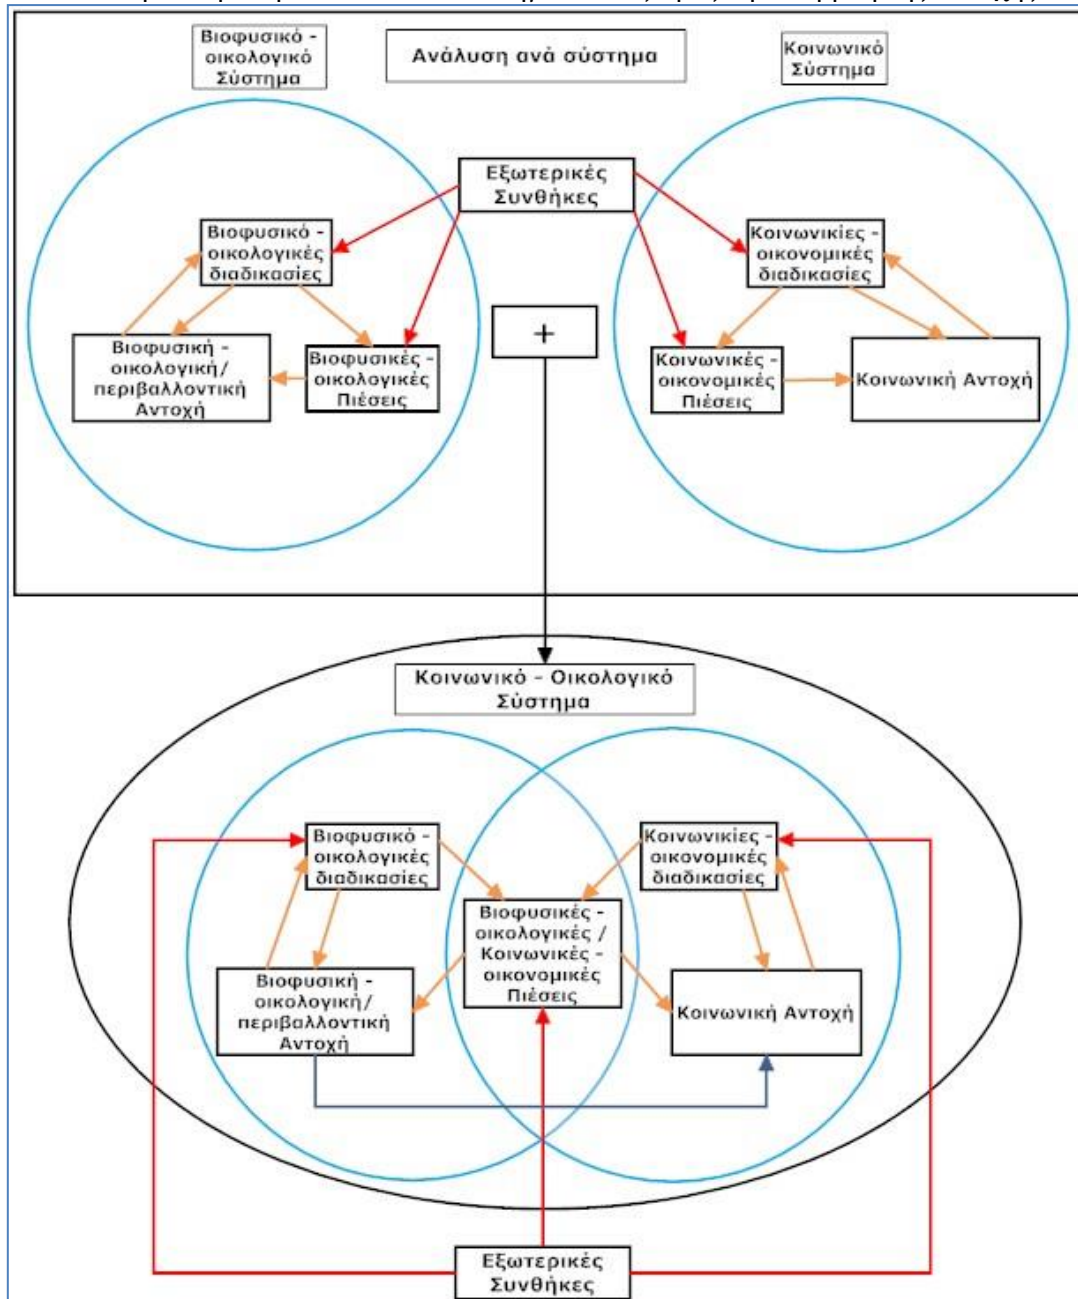 Βιοφυσικό -
οικολογικό
Σύστημα
Ανάλυση ανά σύστημα
Κοινωνικό
Σύστημα
Εξωτερικές
Συνθήκες
Βιοφυσικό -
οικολογικές
διαδικασίες
Κοινωνικίες -
οικονομικές
διαδικασίες
Βιοφυσική -
οικολογική/
περιβαλλοντική
Αντοχή
Βιοφυσικές -
οικολογικές
Πιέσεις
+
Κοινωνικές -
οικονομικές
Πιέσεις
Κοινωνική Αντοχή
Κοινωνικό - Οικολογικό
Σύστημα
Βιοφυσικό -
οικολογικές
διαδικασίες
Κοινωνικίες -
οικονομικές
διαδικασίες
Βιοφυσικές -
οικολογικές /
Κοινωνικές -
οικονομικές
Πιέσεις
Βιοφυσική -
οικολογική/
περιβαλλοντική
Αντοχή
Κοινωνική Αντοχή
Εξωτερικές
Συνθήκες